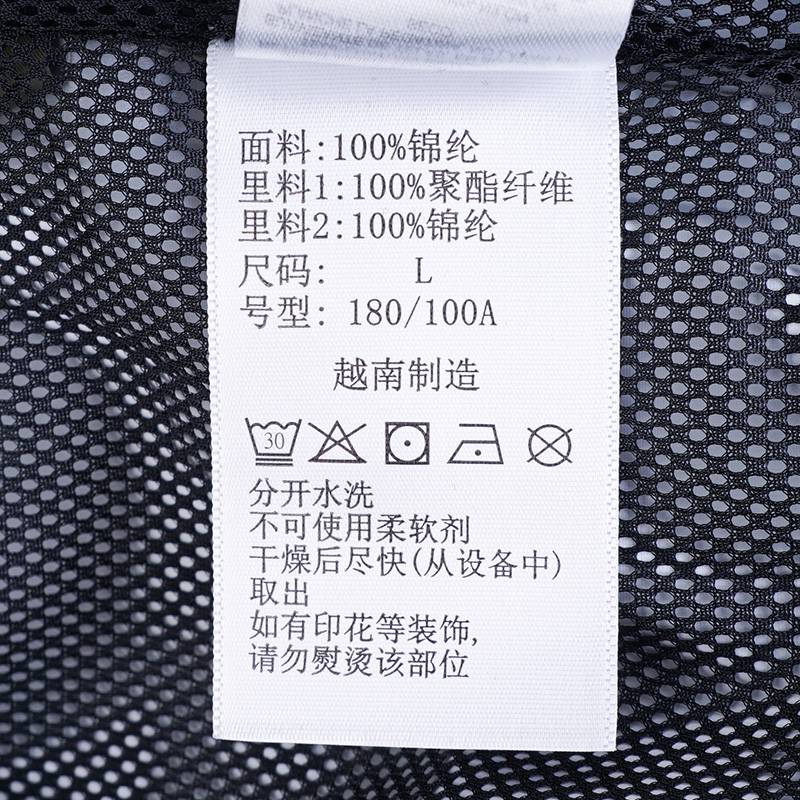 面料:100%锦纶
里料1:100%聚酯纤维
里料2:100%锦纶
尺码: L
号型: 180/100A
越南制造
30
分开水洗
不可使用柔软剂
干燥后尽快(从设备中)
取出
如有印花等装饰,
请勿熨烫该部位